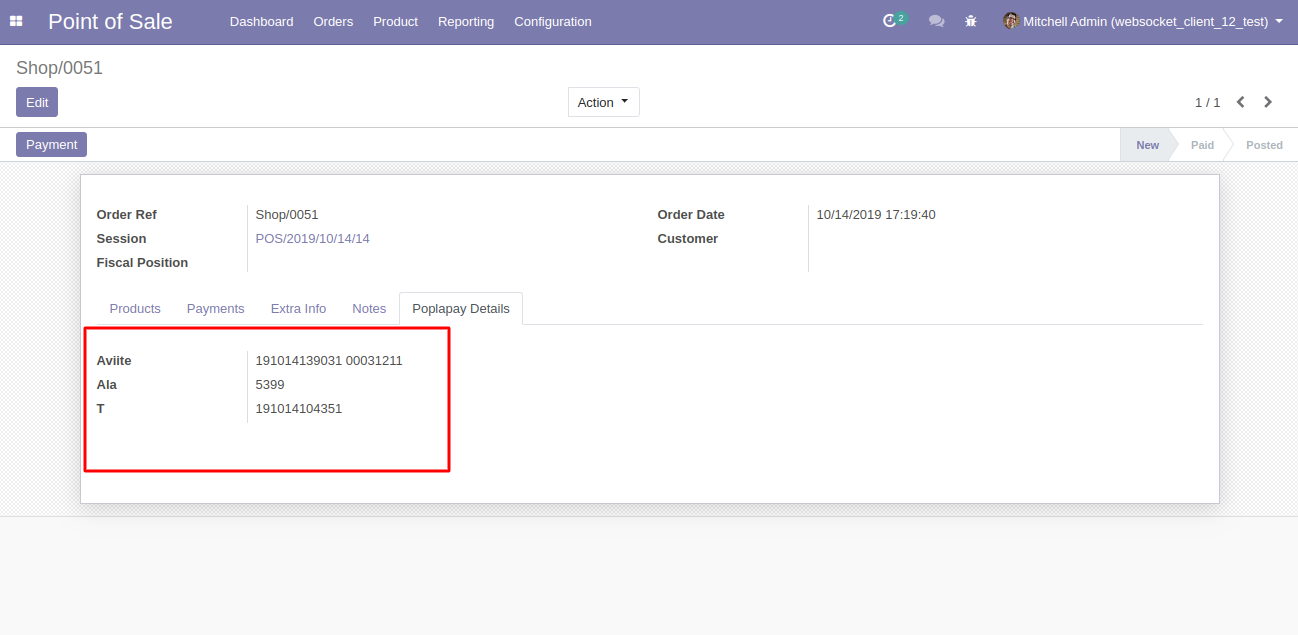 Point of Sale Dashboard Orders Product Reporting Configuration 2 Mitchell Admin (websocket_client_12_test)
Shop/0051
Edit Action 1 / 1
Payment New Paid Posted
Order Ref Shop/0051 Order Date 10/14/2019 17:19:40
Session POS/2019/10/14/14 Customer
Fiscal Position
Products Payments Extra Info Notes Poplapay Details
Aviite 191014139031 00031211
Ala 5399
T 191014104351